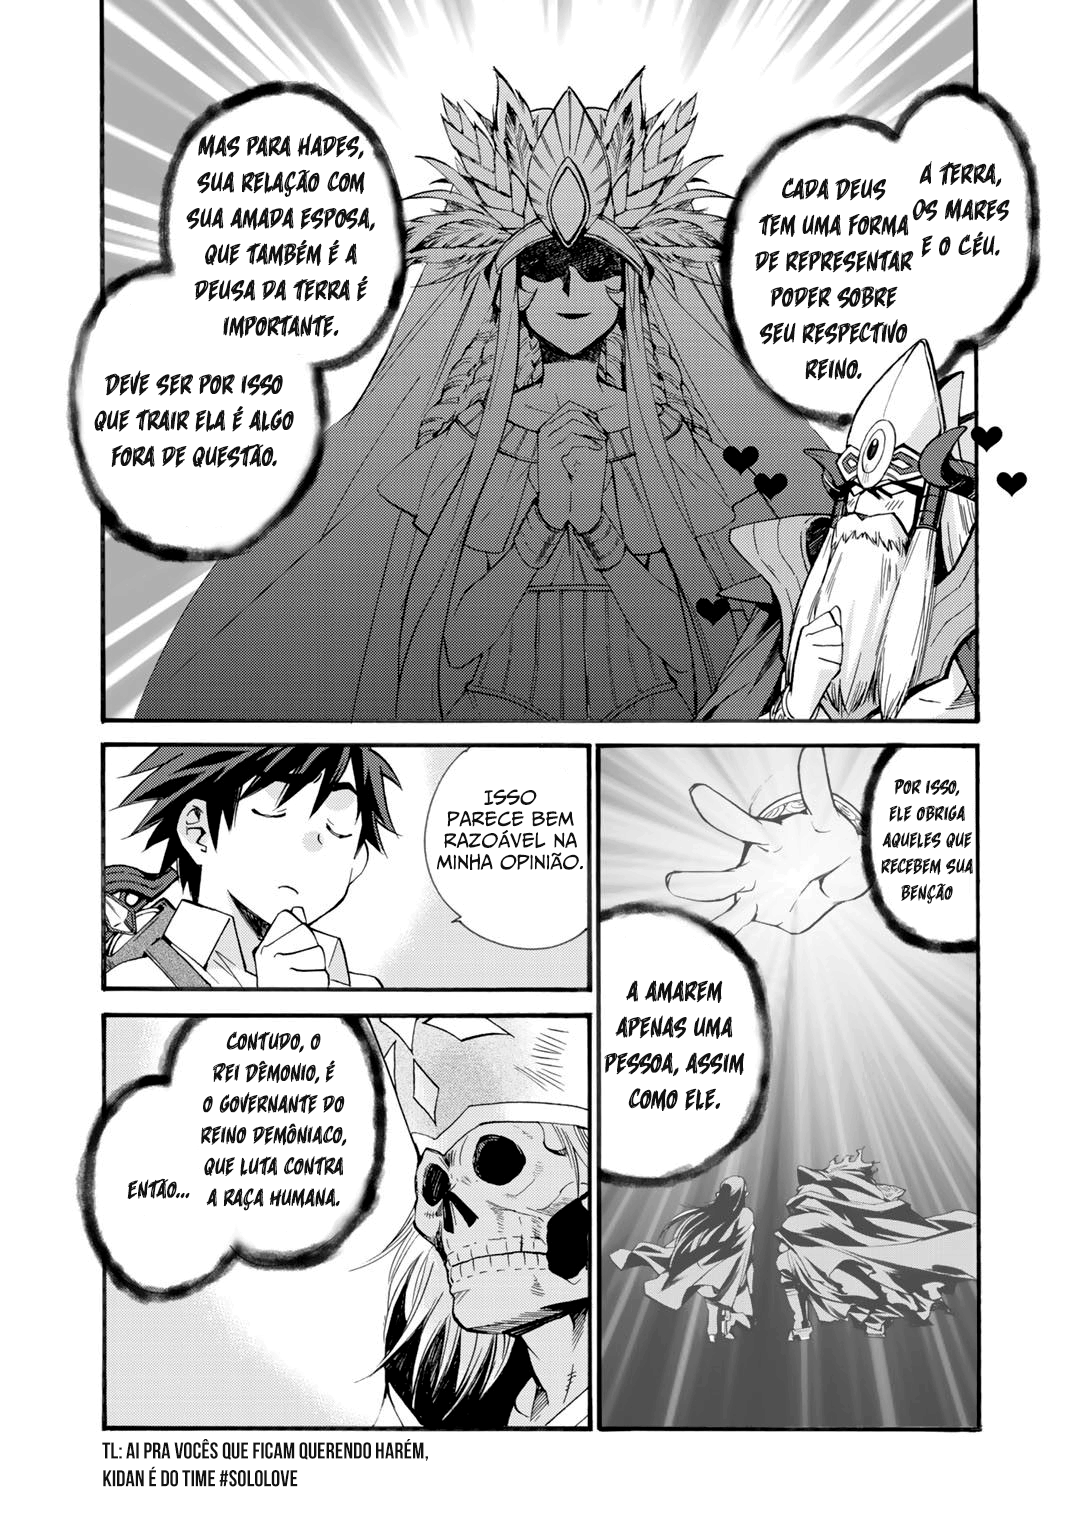 A TERRA,
OS MARES
E O CÉU.
CADA DEUS
TEM UMA FORMA
DE REPRESENTAR
PODER SOBRE
SEU RESPECTIVO
REINO.
MAS PARA HADES,
SUA RELAÇÃO COM
SUA AMADA ESPOSA,
QUE TAMBÉM É A
DEUSA DA TERRA É
IMPORTANTE.
DEVE SER POR ISSO
QUE TRAIR ELA É ALGO
FORA DE QUESTÃO.
POR ISSO,
ELE OBRIGA
AQUELES QUE
RECEBEM SUA
BENÇÃO
A AMAREM
APENAS UMA
PESSOA, ASSIM
COMO ELE.
ISSO
PARECE BEM
RAZOÁVEL NA
MINHA OPINIÃO.
CONTUDO, O
REI DÊMONIO, É
O GOVERNANTE DO
REINO DEMÔNIACO,
QUE LUTA CONTRA
A RAÇA HUMANA.
ENTÃO...
TL: AI PRA VOCÊS QUE FICAM QUERENDO HARÉM,
KIDAN É DO TIME #SOLOLOVE